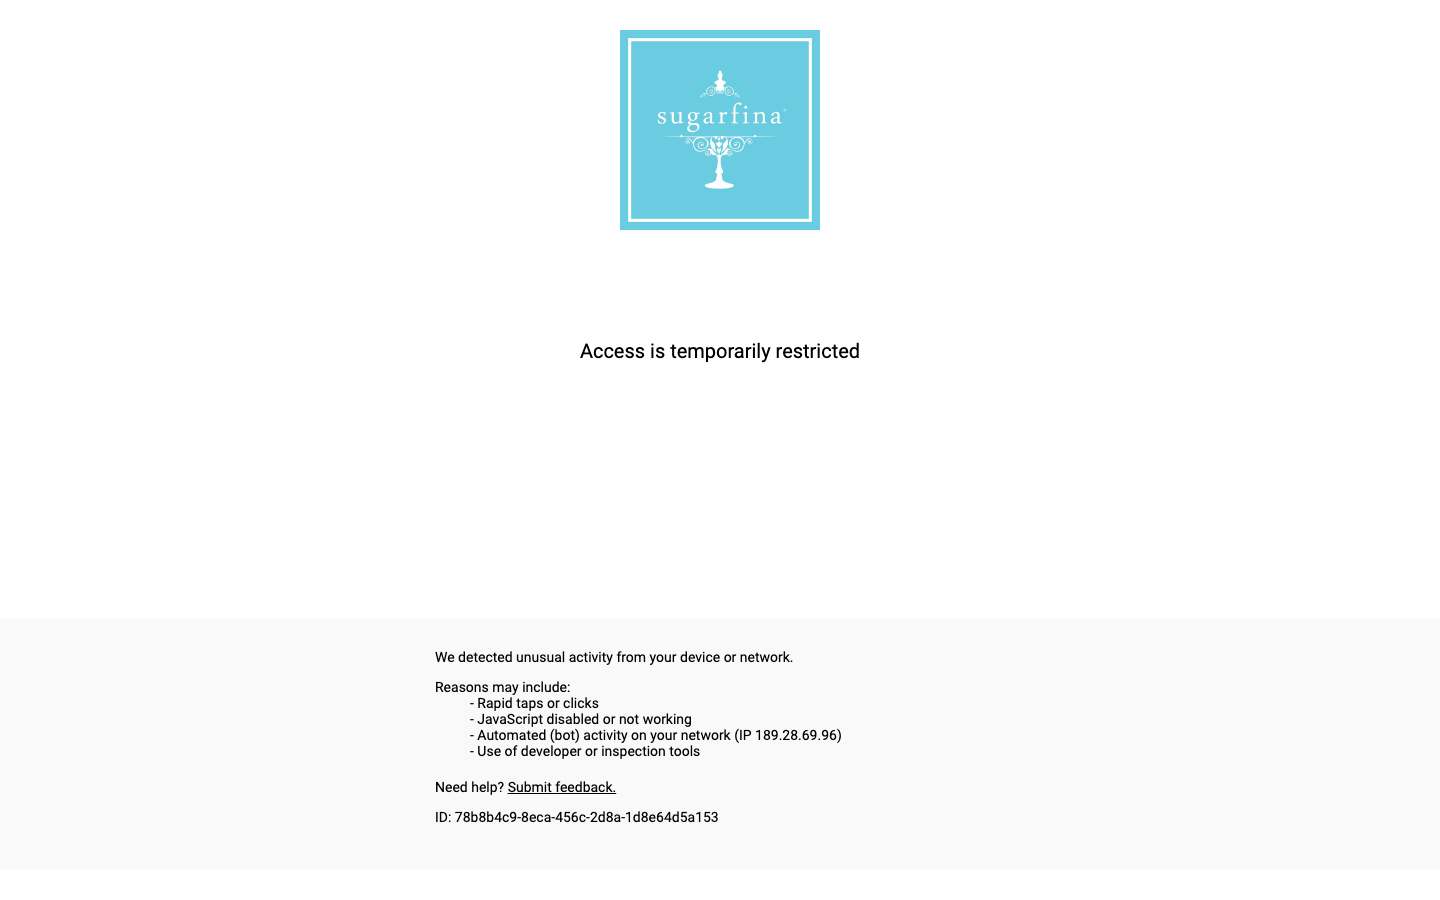 sugarfina
Access is temporarily restricted
We detected unusual activity from your device or network.
Reasons may include:
- Rapid taps or clicks
- JavaScript disabled or not working
- Automated (bot) activity on your network (IP 189.28.69.96)
- Use of developer or inspection tools
Need help? Submit feedback.
ID: 78b8b4c9-8eca-456c-2d8a-1d8e64d5a153